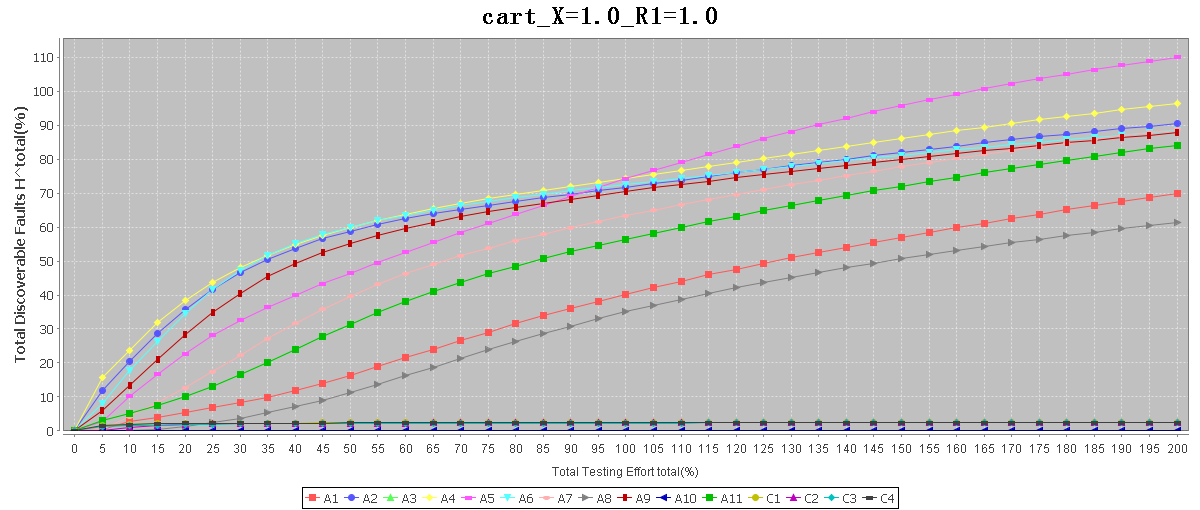 cart_X=1.0_R1=1.0
Total Discoverable Faults H^total(%)
110
100
90
80
70
60
50
40
30
20
10
0
0 5 10 15 20 25 30 35 40 45 50 55 60 65 70 75 80 85 90 95 100 105 110 115 120 125 130 135 140 145 150 155 160 165 170 175 180 185 190 195 200
Total Testing Effort total(%)
A1 A2 A3 A4 A5 A6 A7 A8 A9 A10 A11 C1 C2 C3 C4